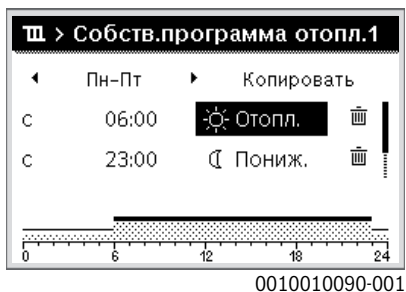 > Собств.программа отопл.1
Пн-Пт Копировать
с 06:00 Отопл.
с 23:00 Пониж.
0 6 12 18 24
0010010090-001